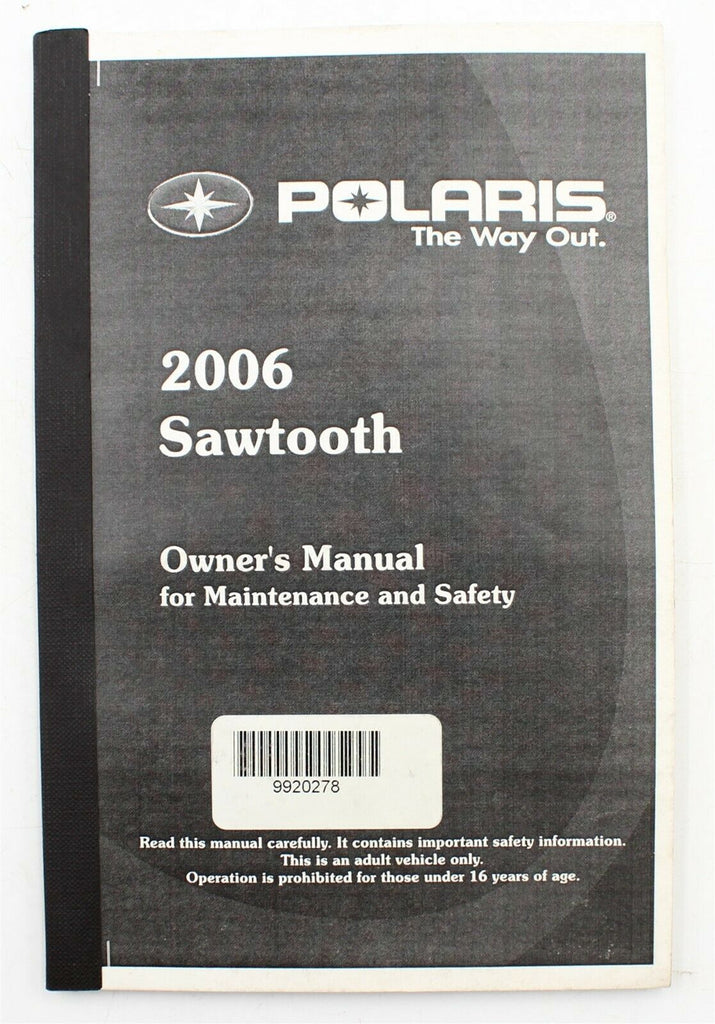 POLARIS®
The Way Out.
2006
Sawtooth
Owner's Manual
for Maintenance and Safety
9920278
Read this manual carefully. It contains important safety information.
This is an adult vehicle only.
Operation is prohibited for those under 16 years of age.